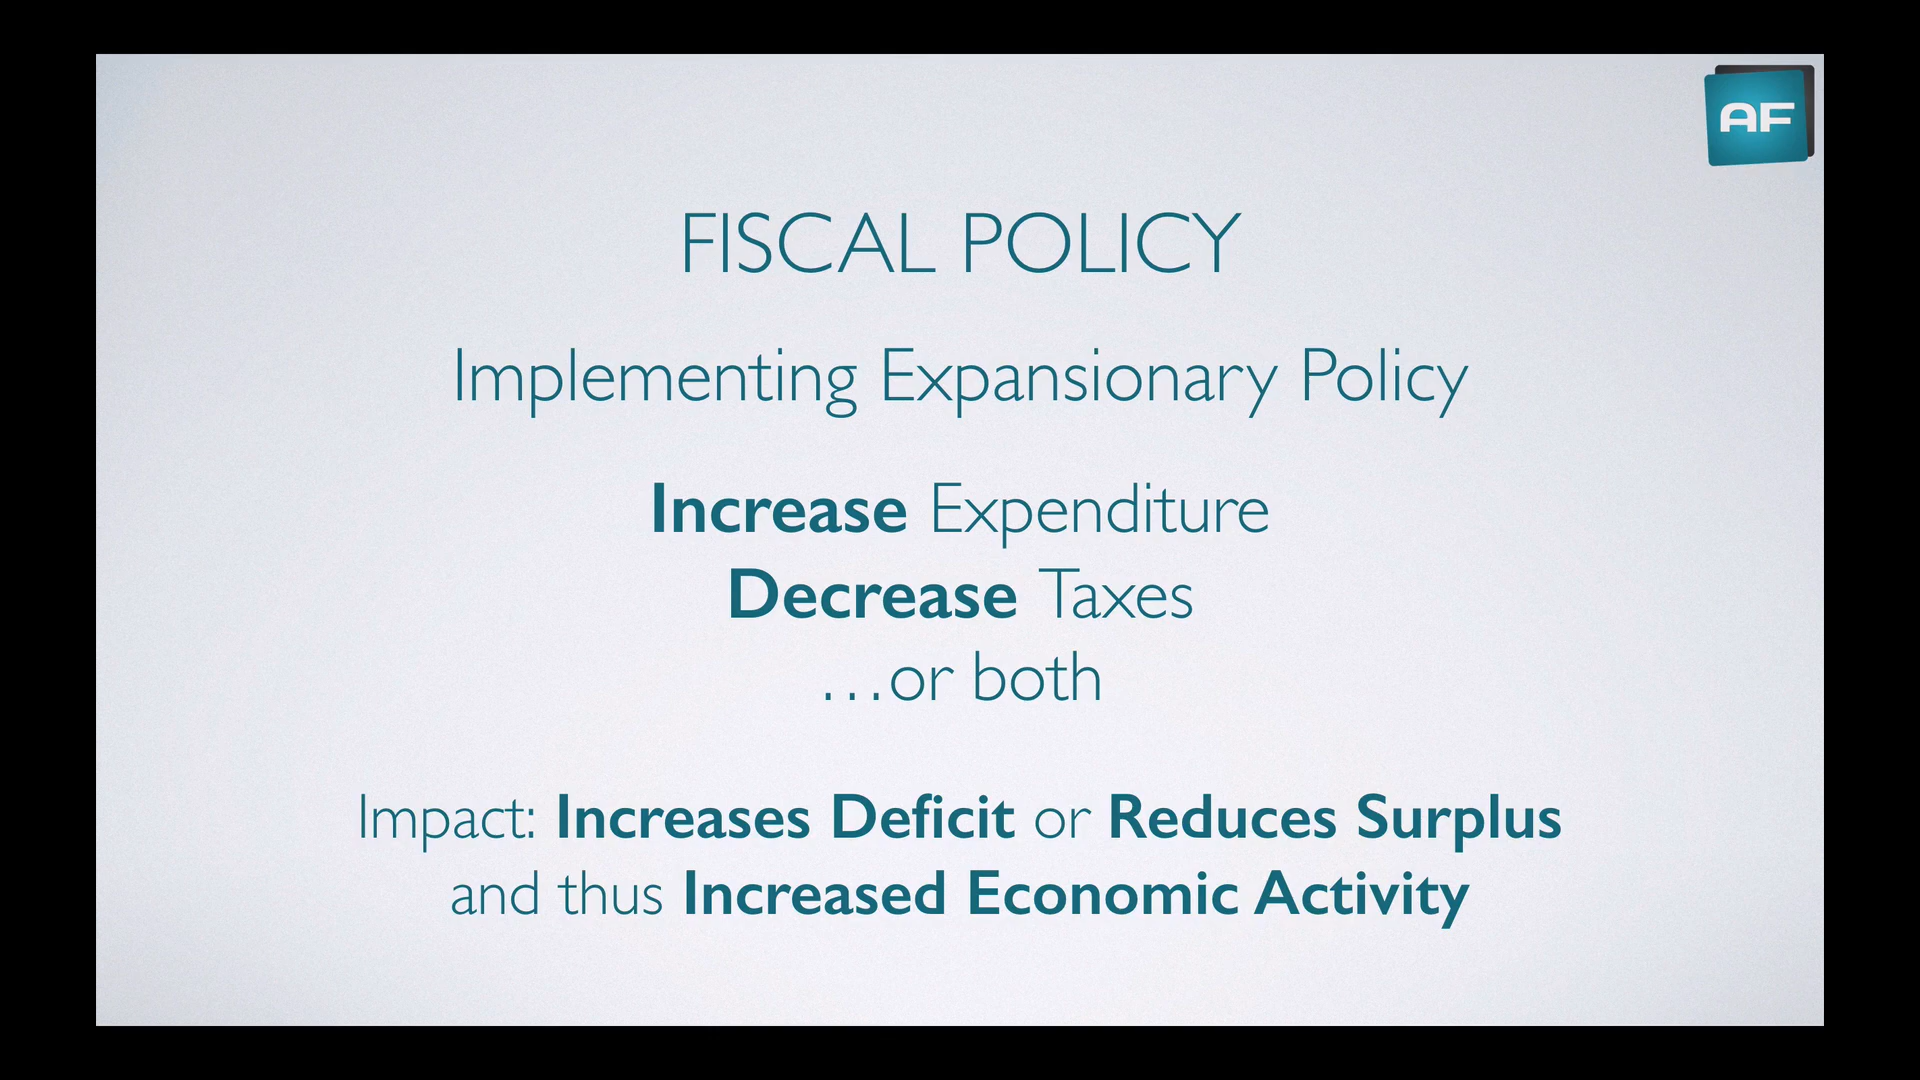 AF
FISCAL POLICY
Implementing Expansionary Policy
Increase Expenditure
Decrease Taxes
…or both
Impact: Increases Deficit or Reduces Surplus
and thus Increased Economic Activity